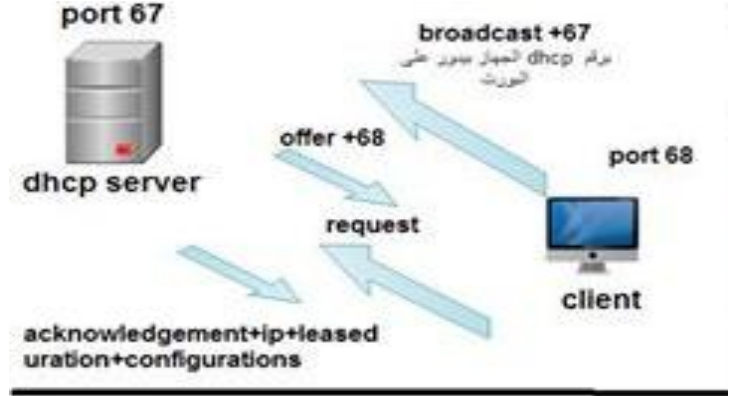 port 67
broadcast +67
الجهاز بيدور على dhcp برقم
البورت
offer +68
port 68
dhcp server
request
client
acknowledgement+ip+leased
uration+configurations